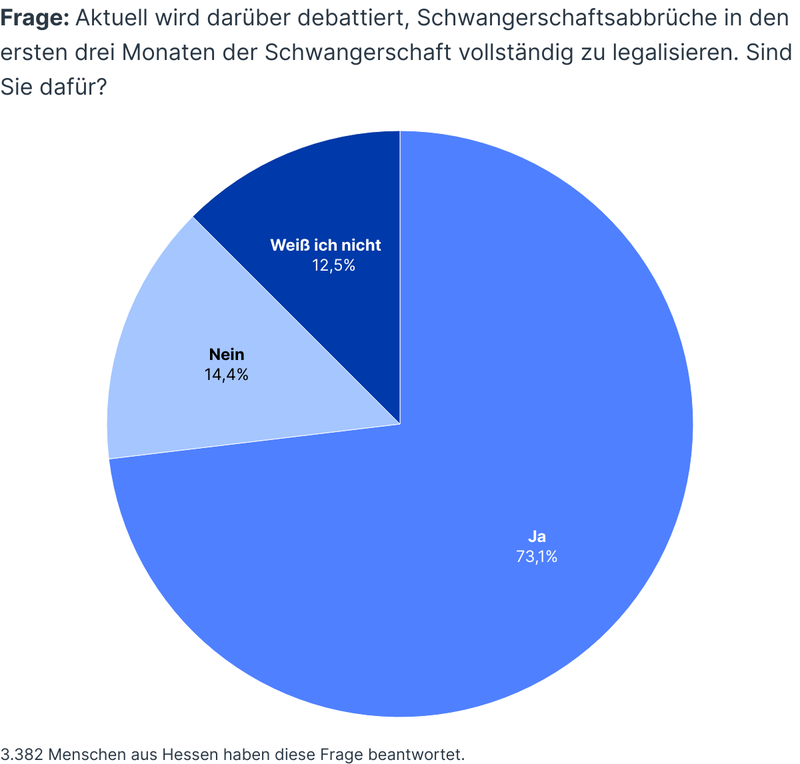 Frage: Aktuell wird darüber debattiert, Schwangerschaftsabbrüche in den
ersten drei Monaten der Schwangerschaft vollständig zu legalisieren. Sind
Sie dafür?
Weiß ich nicht
12,5%
Nein
14,4%
Ja
73,1%
3.382 Menschen aus Hessen haben diese Frage beantwortet.